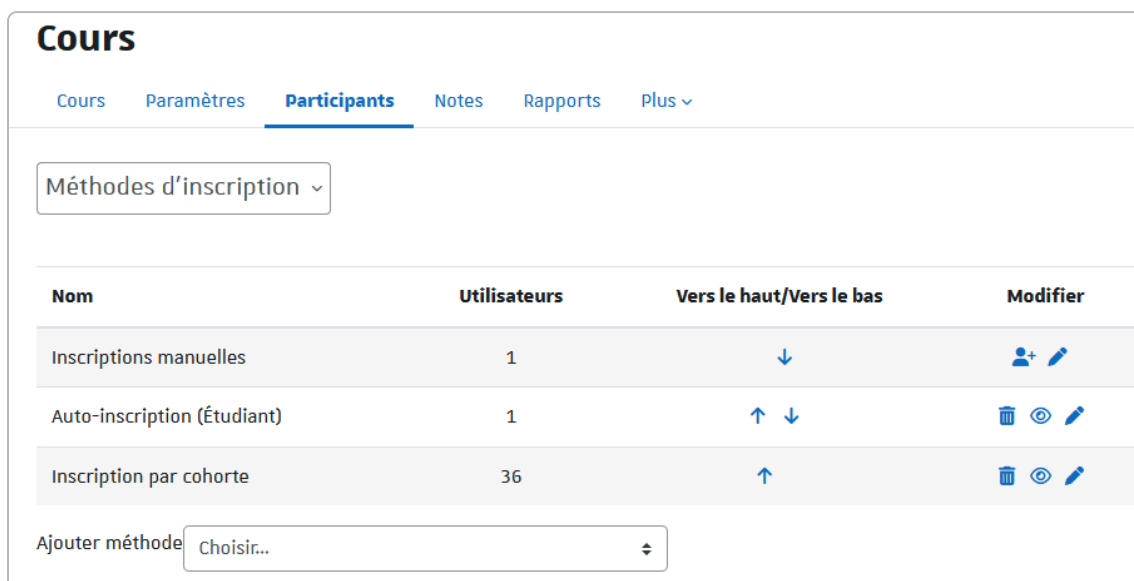 Cours
Cours Paramètres Participants Notes Rapports Plus
Méthodes d'inscription
Nom Utilisateurs Vers le haut/Vers le bas Modifier
Inscriptions manuelles 1
Auto-inscription (Étudiant) 1
Inscription par cohorte 36
Ajouter méthode Choisir...